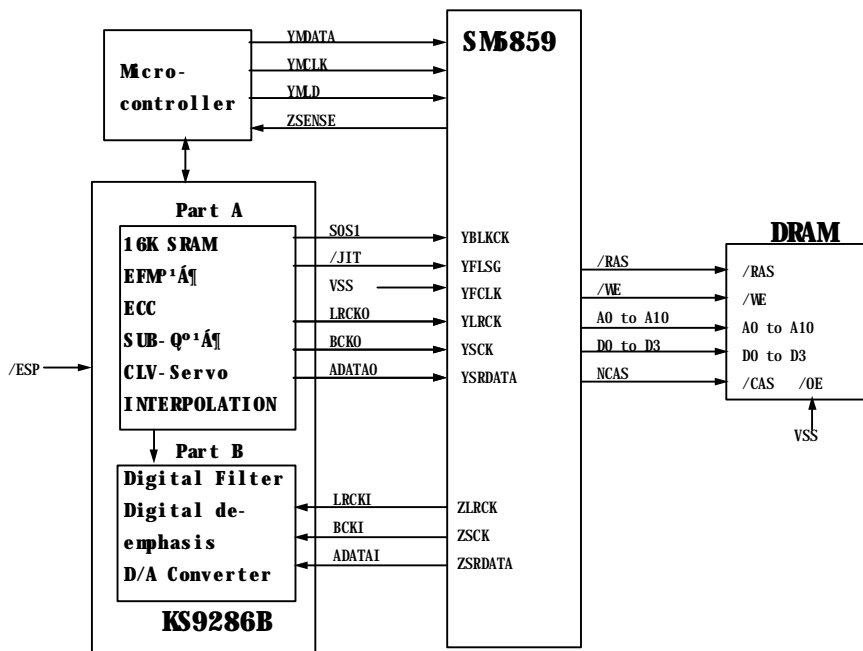 SM5859
Micro-
controller
YMDATA
YMCLK
YMLD
ZSENSE
Part A
16K SRAM
EFMº¹Á¶
ECC
SUB-Qº¹Á¶
CLV-Servo
INTERPOLATION
/ESP
SOS1
/JIT
VSS
LRCKO
BCKO
ADATAO
YBLKCK
YFLSG
YFCLK
YLRCK
YSCK
YSRDATA
/RAS
/WE
A0 to A10
D0 to D3
NCAS
DRAM
/RAS
/WE
A0 to A10
D0 to D3
/CAS /OE
VSS
Part B
Digital Filter
Digital de-
emphasis
D/A Converter
KS9286B
LRCKI
BCKI
ADATAI
ZLRCK
ZSCK
ZSRDATA